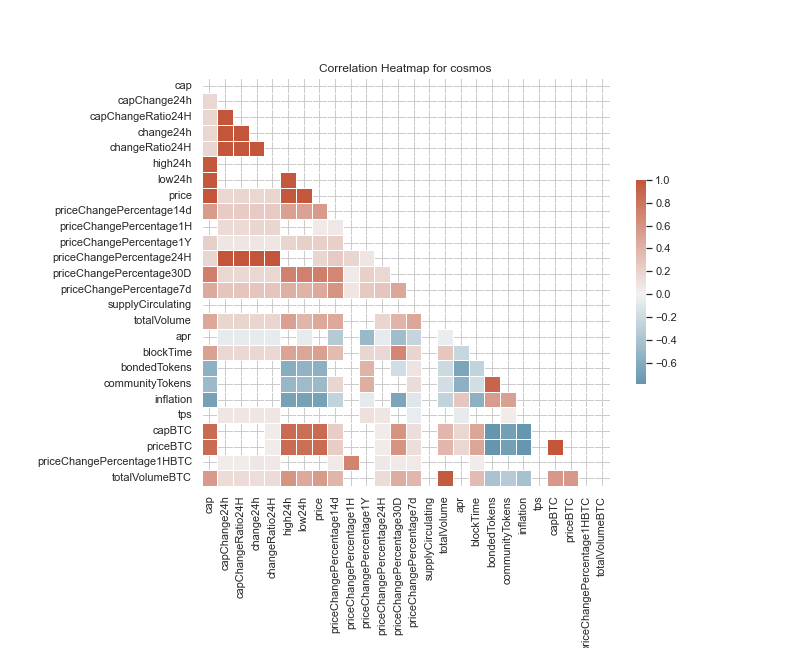 Correlation Heatmap for cosmos
cap
capChange24h
capChangeRatio24H
change24h
changeRatio24H
high24h
low24h
price
priceChangePercentage14d
priceChangePercentage1H
priceChangePercentage1Y
priceChangePercentage24H
priceChangePercentage30D
priceChangePercentage7d
supplyCirculating
totalVolume
apr
blockTime
bondedTokens
communityTokens
inflation
tps
capBTC
priceBTC
priceChangePercentage1HBTC
totalVolumeBTC
1.0
0.8
0.6
0.4
0.2
0.0
−0.2
−0.4
−0.6
cap
capChange24h
capChangeRatio24H
change24h
changeRatio24H
high24h
low24h
price
priceChangePercentage14d
priceChangePercentage1H
priceChangePercentage1Y
priceChangePercentage24H
priceChangePercentage30D
priceChangePercentage7d
supplyCirculating
totalVolume
apr
blockTime
bondedTokens
communityTokens
inflation
tps
capBTC
priceBTC
priceChangePercentage1HBTC
totalVolumeBTC